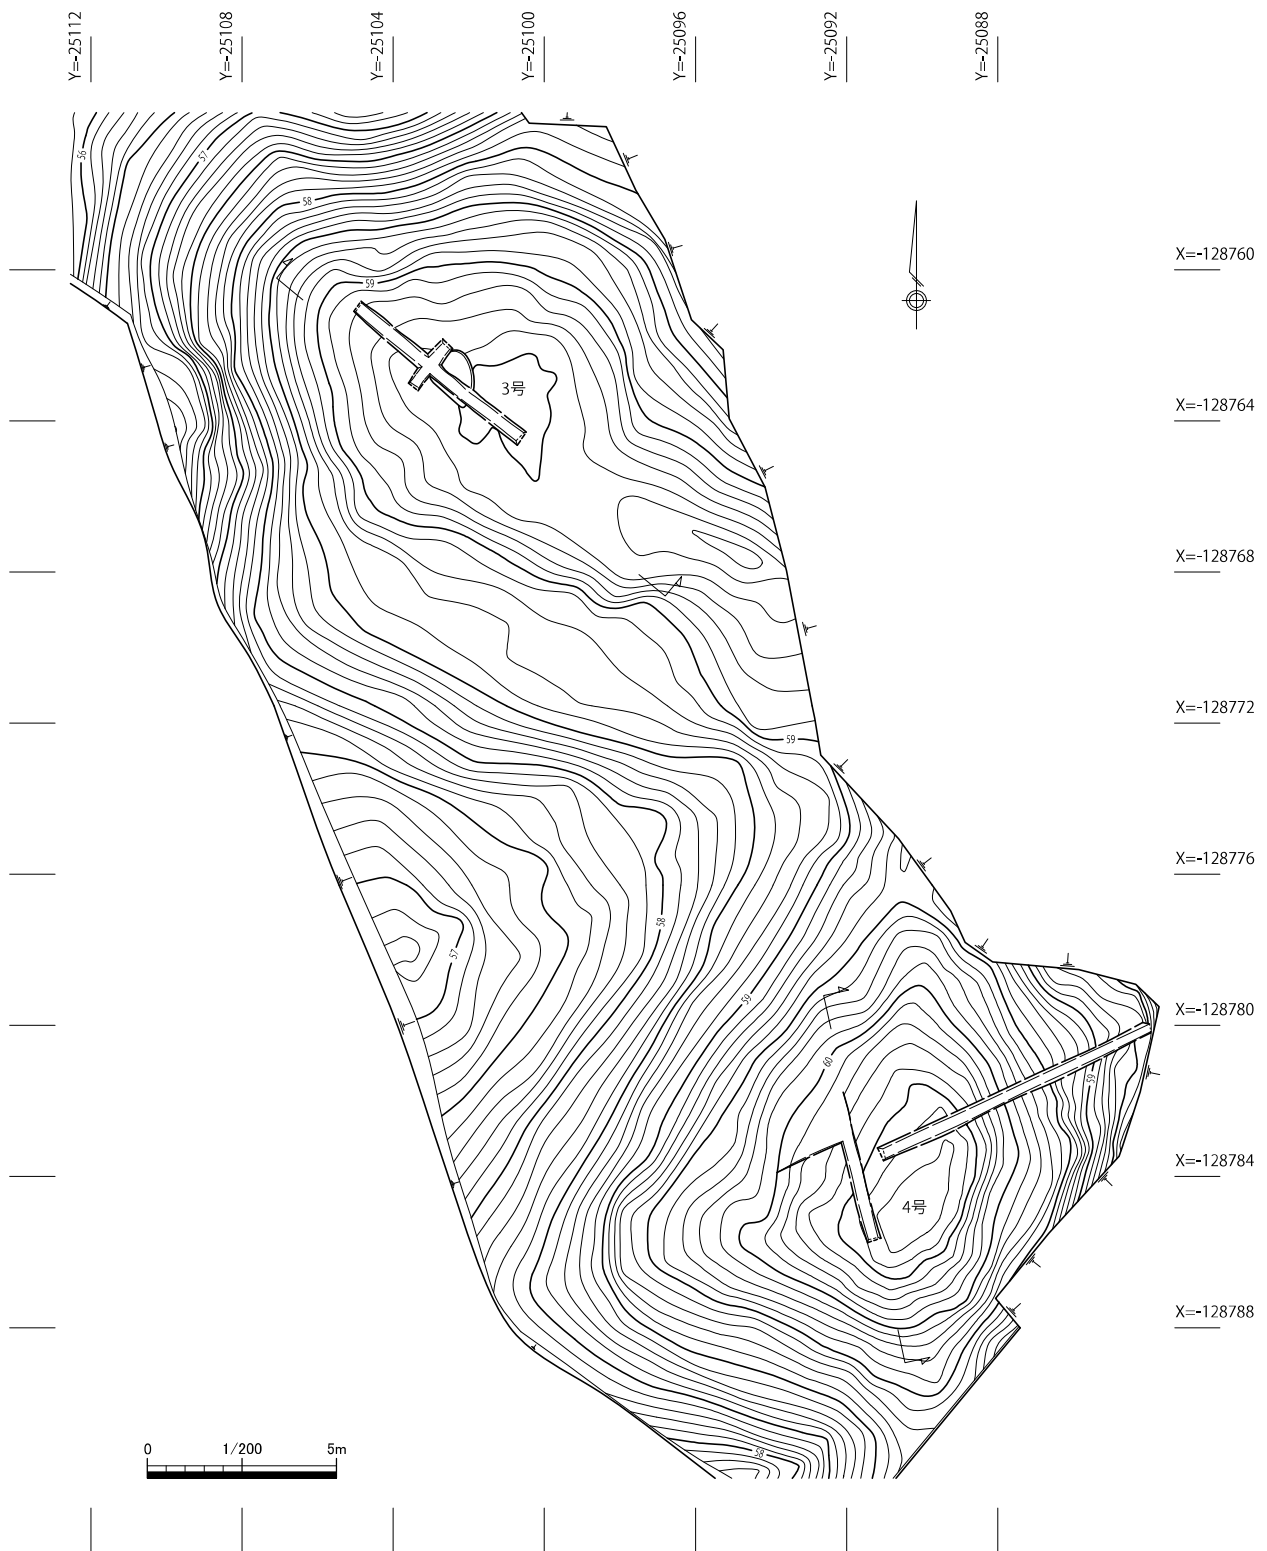 Y=-25112
Y=-25108
Y=-25104
Y=-25100
Y=-25096
Y=-25092
Y=-25088
56
57
58
X=-128760
59
3号
X=-128764
X=-128768
X=-128772
59
X=-128776
58
57
59
X=-128780
60
59
X=-128784
4号
X=-128788
0 1/200 5m
58